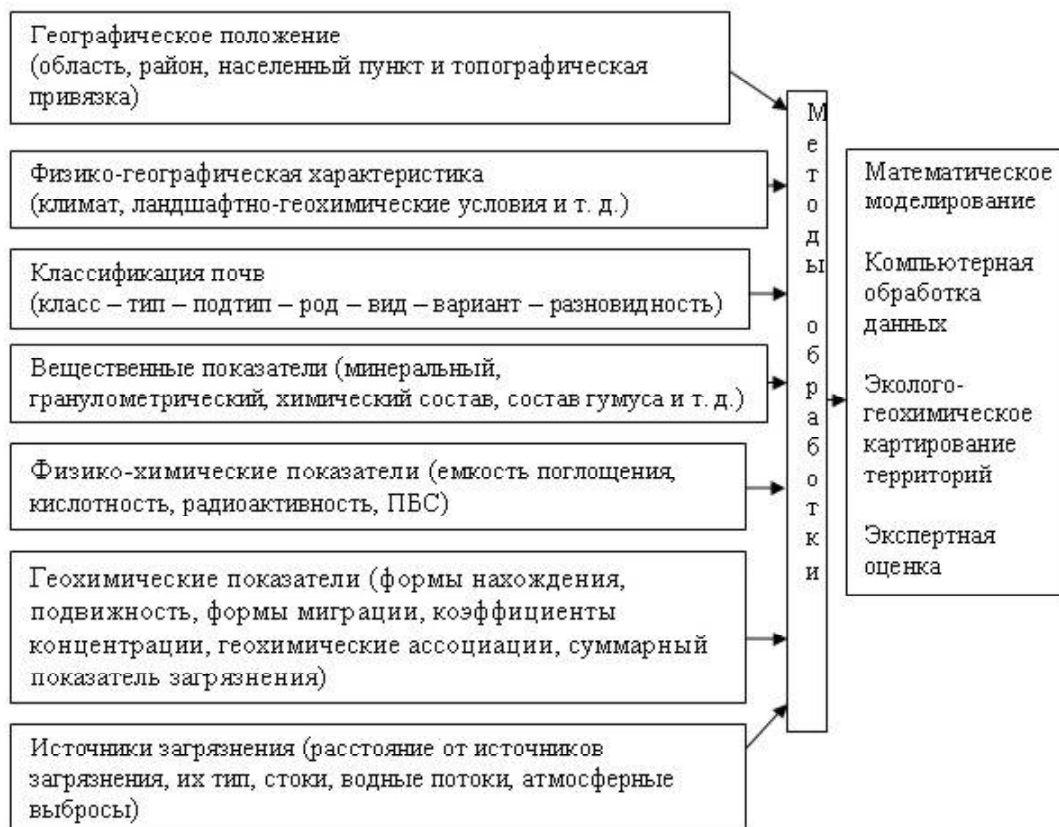 Географическое положение
(область, район, населенный пункт и топографическая
привязка)
Физико-географическая характеристика
(климат, ландшафтно-геохимические условия и т. д.)
Классификация почв
(класс – тип – подтип – род – вид – вариант – разновидность)
Вещественные показатели (минеральный,
гранулометрический, химический состав, состав гумуса и т. д.)
Физико-химические показатели (емкость поглощения,
кислотность, радиоактивность, ПБС)
Геохимические показатели (формы нахождения,
подвижность, формы миграции, коэффициенты
концентрации, геохимические ассоциации, суммарный
показатель загрязнения)
Источники загрязнения (расстояние от источников
загрязнения, их тип, стоки, водные потоки, атмосферные
выбросы)
Методы обработки
Математическое
моделирование
Компьютерная
обработка
данных
Эколого-
геохимическое
картирование
территорий
Экспертная
оценка